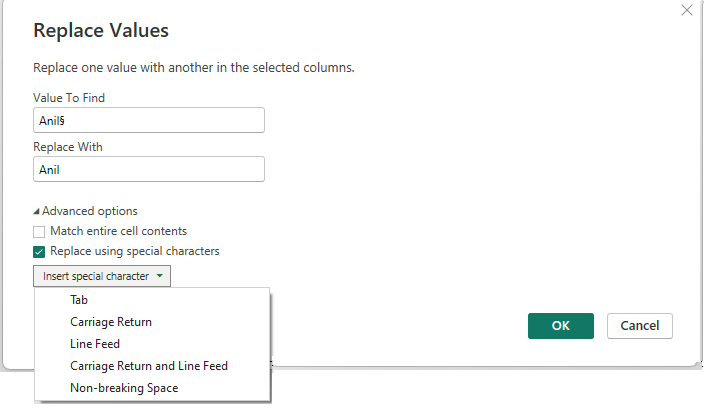 Replace Values
Replace one value with another in the selected columns.
Value To Find
Anil§
Replace With
Anil
Advanced options
Match entire cell contents
Replace using special characters
Insert special character
Tab
Carriage Return
Line Feed
Carriage Return and Line Feed
Non-breaking Space
OK Cancel